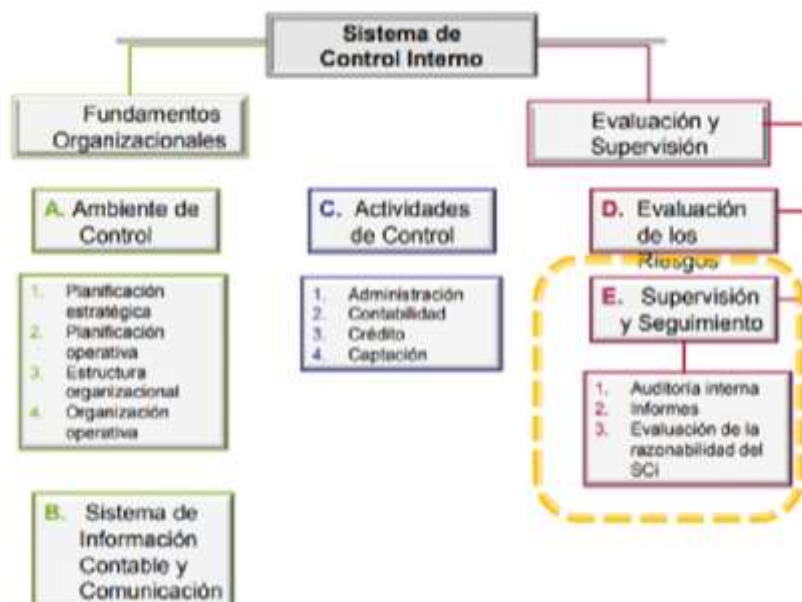 Sistema de
Control Interno
Fundamentos
Organizacionales
Evaluación y
Supervisión
A. Ambiente de
Control
C. Actividades
de Control
D. Evaluación
de los
Riesgos
1. Planificación
estratégica
2. Planificación
operativa
3. Estructura
organizacional
4. Organización
operativa
1. Administración
2. Contabilidad
3. Crédito
4. Captación
E. Supervisión
y Seguimiento
1. Auditoría interna
2. Informes
3. Evaluación de la
razonabilidad del
SCI
B. Sistema de
Información
Contable y
Comunicación